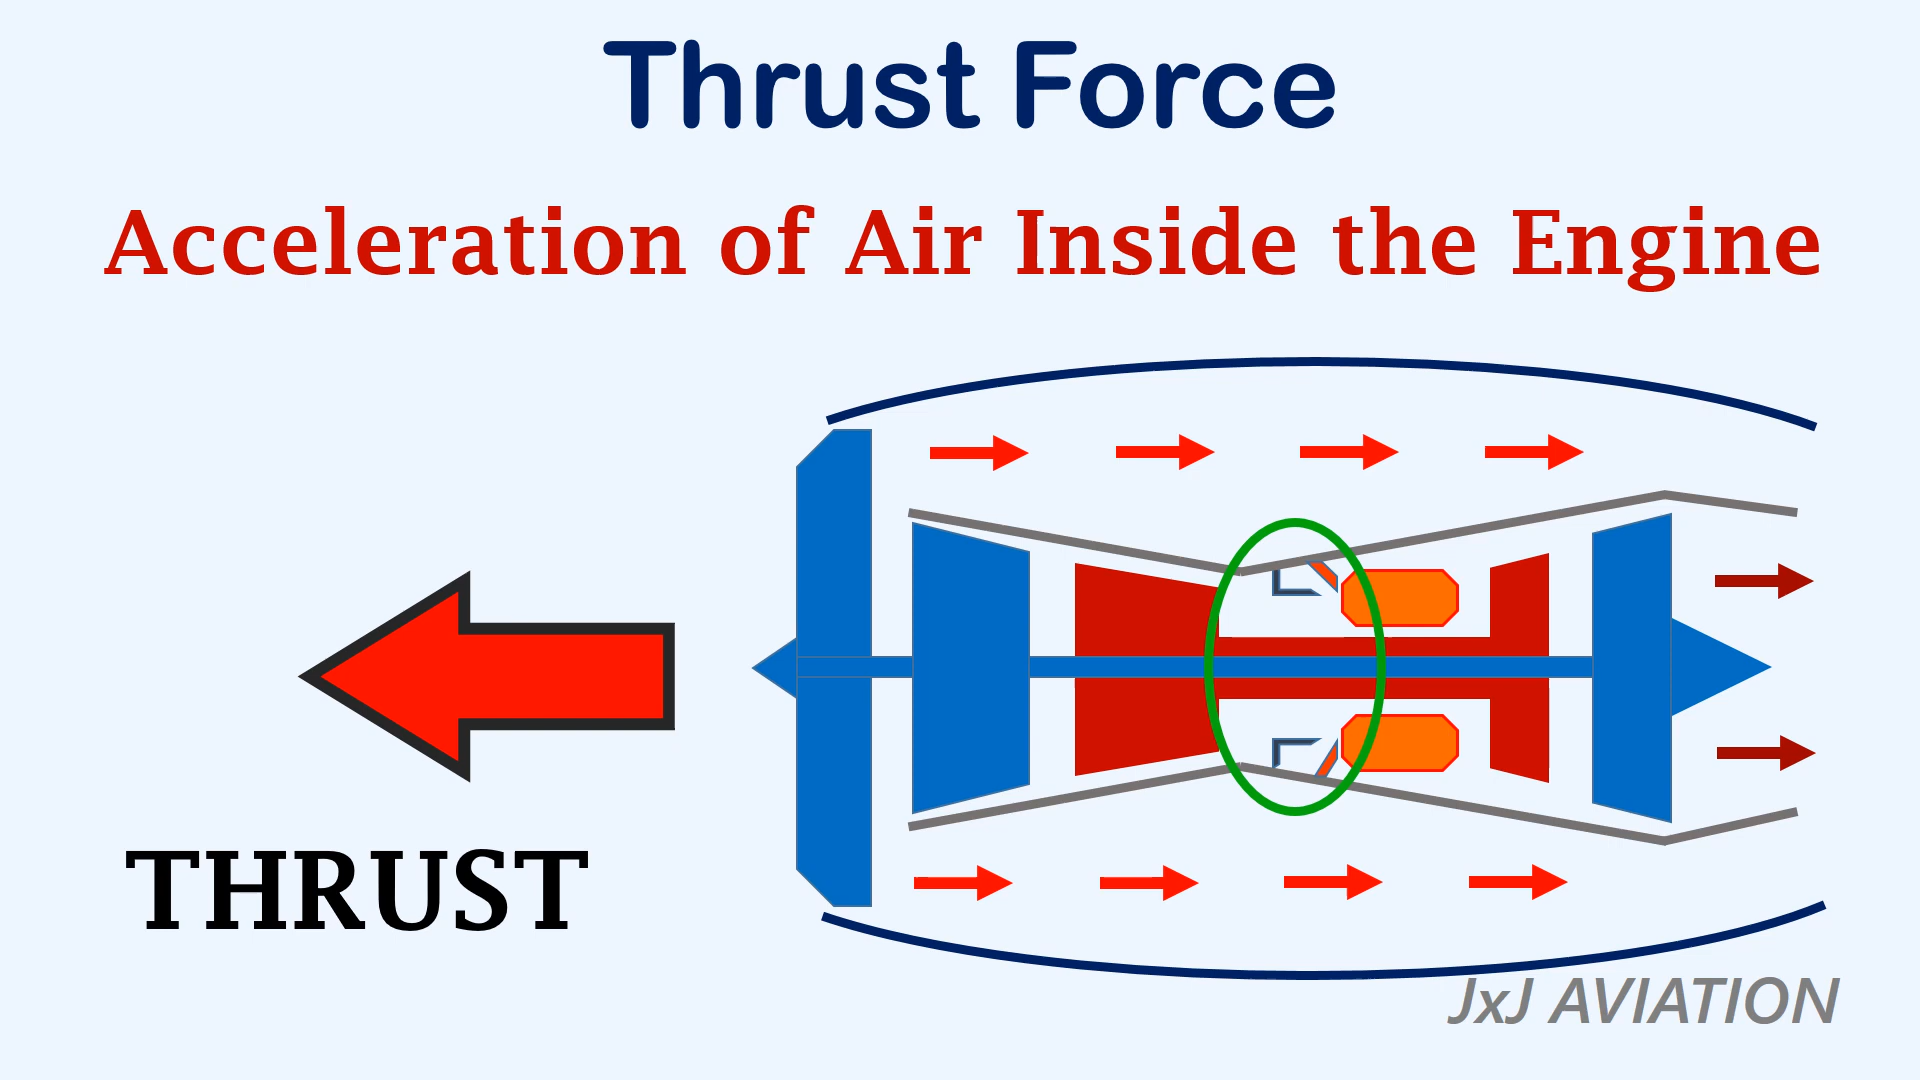 Thrust Force
Acceleration of Air Inside the Engine
THRUST
JxJ AVIATION